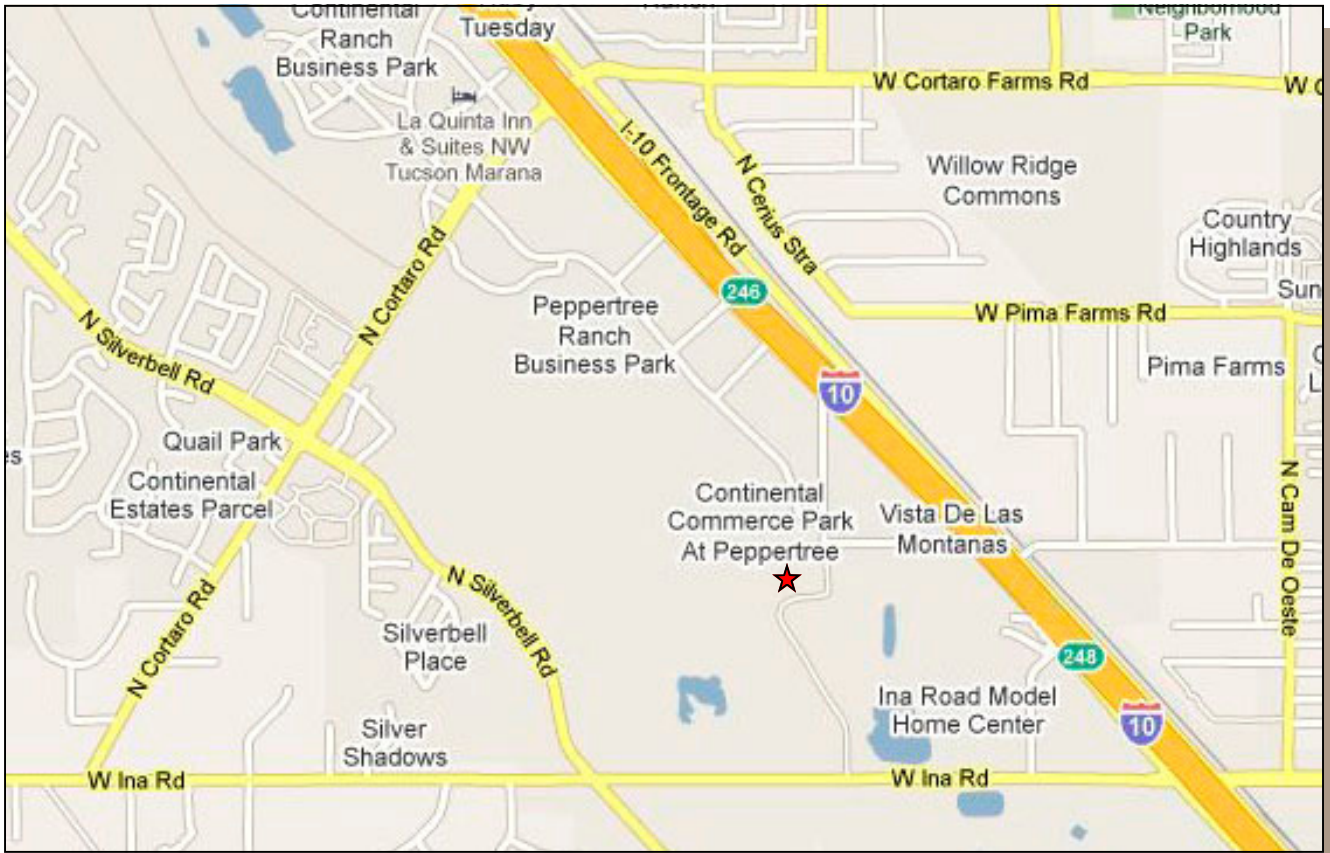 Continental
Ranch
Business Park
Tuesday
Neighborhood
Park
W Cortaro Farms Rd
W C
La Quinta Inn
& Suites NW
Tucson Marana
I-10 Frontage Rd
N Cerius Stra
Willow Ridge
Commons
Country
Highlands
N Cortaro Rd
246
Sun
Peppertree
Ranch
Business Park
W Pima Farms Rd
N Silverbell Rd
Pima Farms
10
Quail Park
es
Continental
Estates Parcel
Continental
Commerce Park
At Peppertree
Vista De Las
Montanas
N Cam De Oeste
N Silverbell Rd
N Cortaro Rd
Silverbell
Place
248
Ina Road Model
Home Center
10
Silver
Shadows
W Ina Rd
W Ina Rd